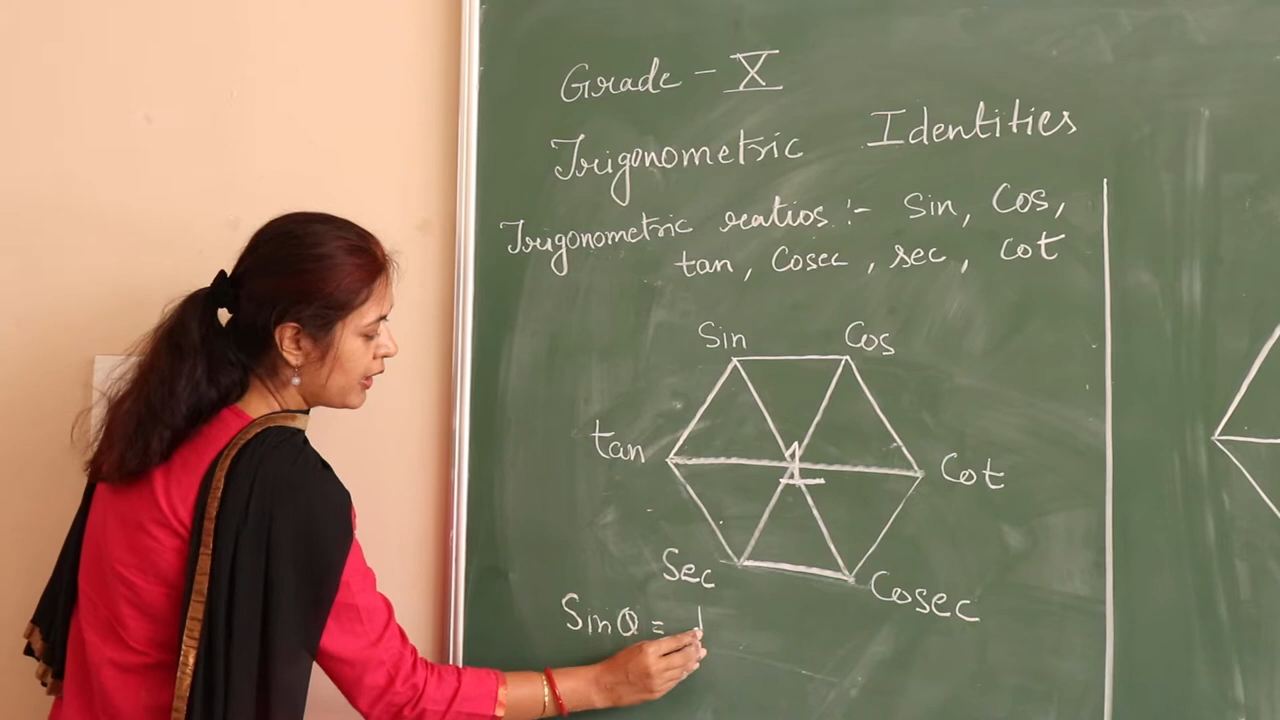 Grade - X
Trigonometric Identities
Trigonometric ratios :- Sin, Cos,
tan, Cosec, sec, cot
Sin Cos
tan 1 Cot
Sec Cosec
Sinθ = 1